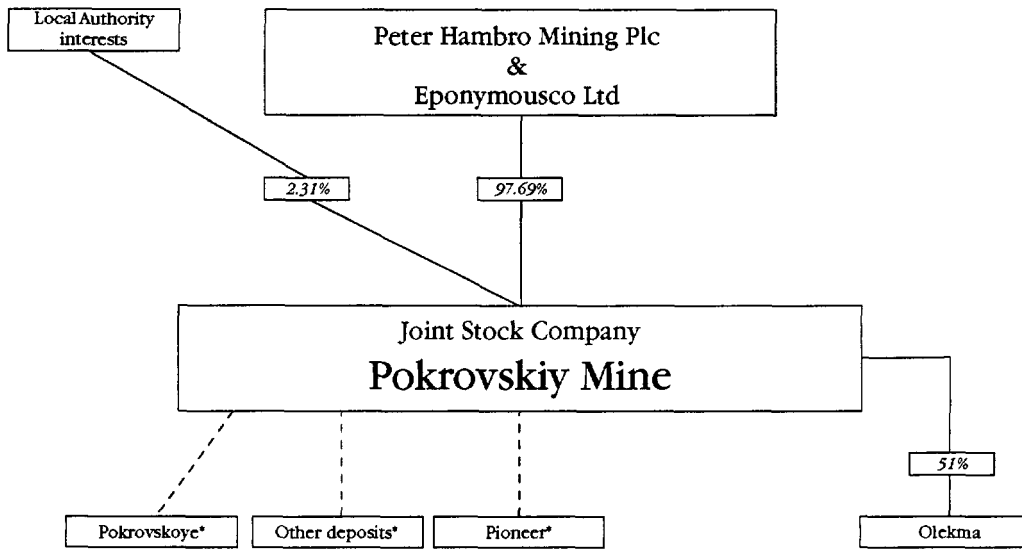 Local Authority
interests
Peter Hambro Mining Plc
&
Eponymousco Ltd
2.31%
97.69%
Joint Stock Company
Pokrovskiy Mine
51%
Pokrovskoye*
Other deposits*
Pioneer*
Olekma